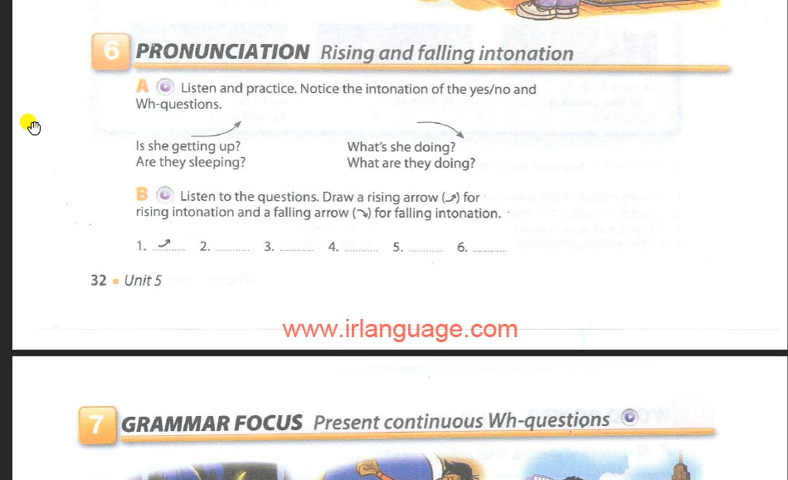 6 PRONUNCIATION Rising and falling intonation
A Listen and practice. Notice the intonation of the yes/no and
Wh-questions.
Is she getting up?
Are they sleeping?
What's she doing?
What are they doing?
B Listen to the questions. Draw a rising arrow (⤴) for
rising intonation and a falling arrow (⤵) for falling intonation.
1. ⤴ 2. ............ 3. ............ 4. ............ 5. ............ 6. ............
32 ▪ Unit 5
www.irlanguage.com
7 GRAMMAR FOCUS Present continuous Wh-questions